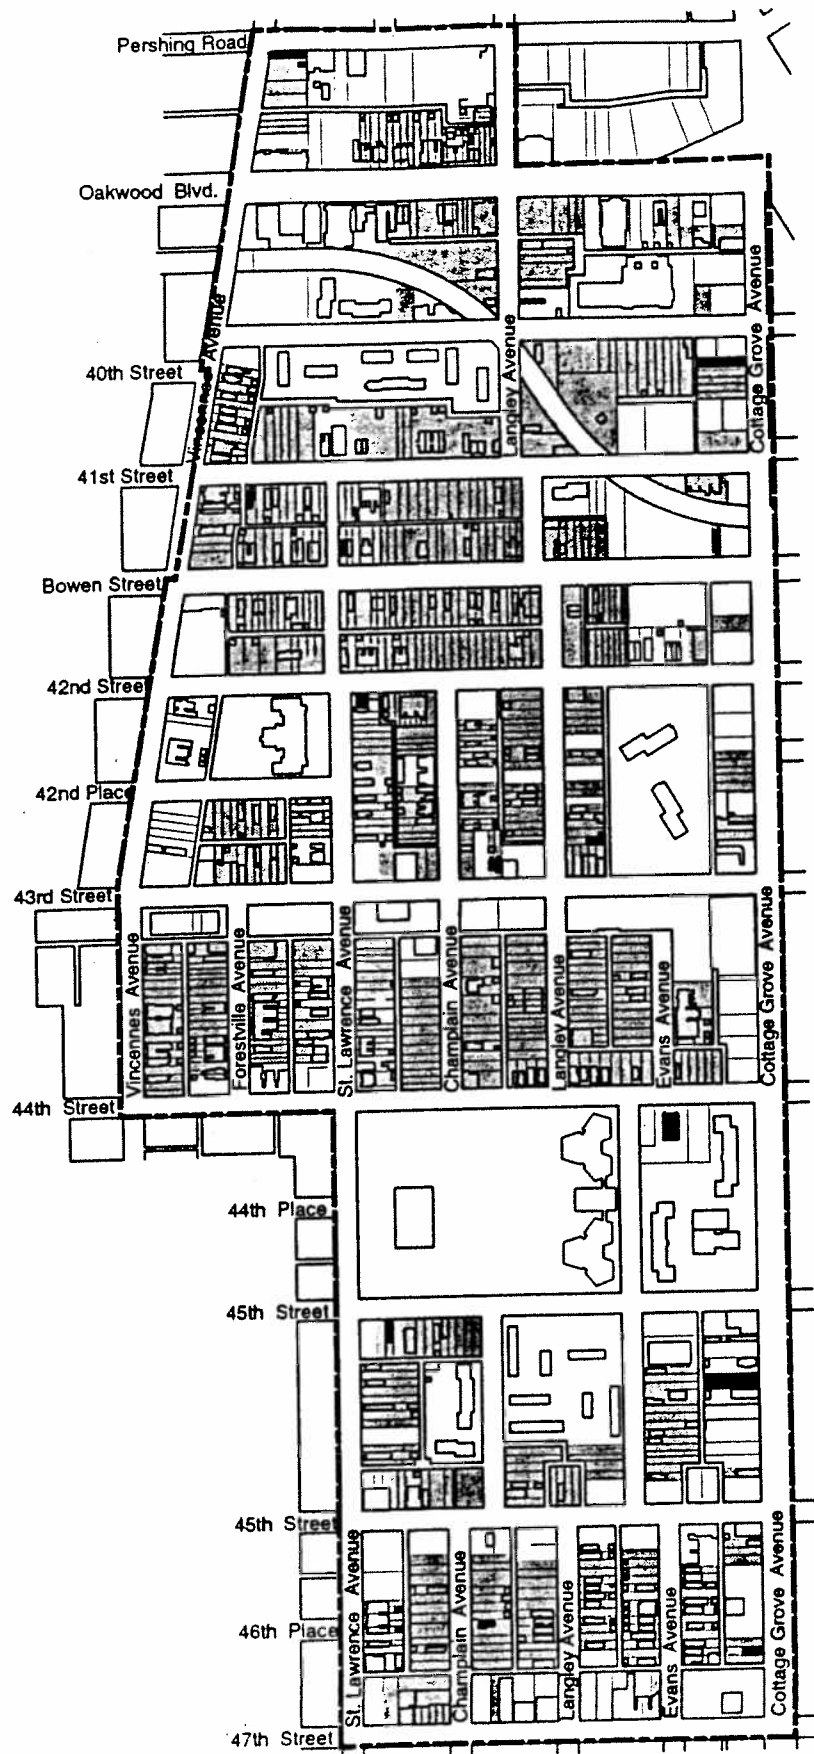 Pershing Road
Oakwood Blvd.
Avenue
40th Street
Langley Avenue
Cottage Grove Avenue
41st Street
Bowen Street
42nd Street
42nd Place
43rd Street
Vincennes Avenue
Forestville Avenue
St. Lawrence Avenue
Champlain Avenue
Langley Avenue
Evans Avenue
Cottage Grove Avenue
44th Street
44th Place
45th Street
45th Street
St. Lawrence Avenue
Champlain Avenue
Langley Avenue
Evans Avenue
Cottage Grove Avenue
46th Place
47th Street